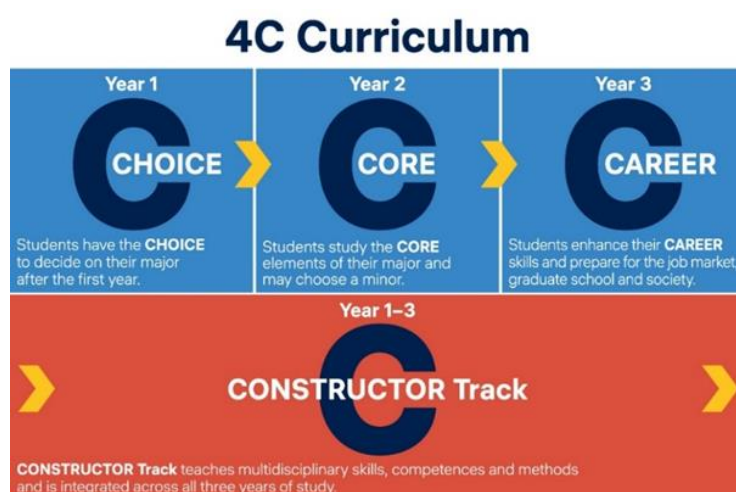 4C Curriculum
Year 1
C
CHOICE
Students have the CHOICE
to decide on their major
after the first year.
Year 2
C
CORE
Students study the CORE
elements of their major and
may choose a minor.
Year 3
C
CAREER
Students enhance their CAREER
skills and prepare for the job market,
graduate school and society.
Year 1–3
C
CONSTRUCTOR Track
CONSTRUCTOR Track teaches multidisciplinary skills, competences and methods
and is integrated across all three years of study.